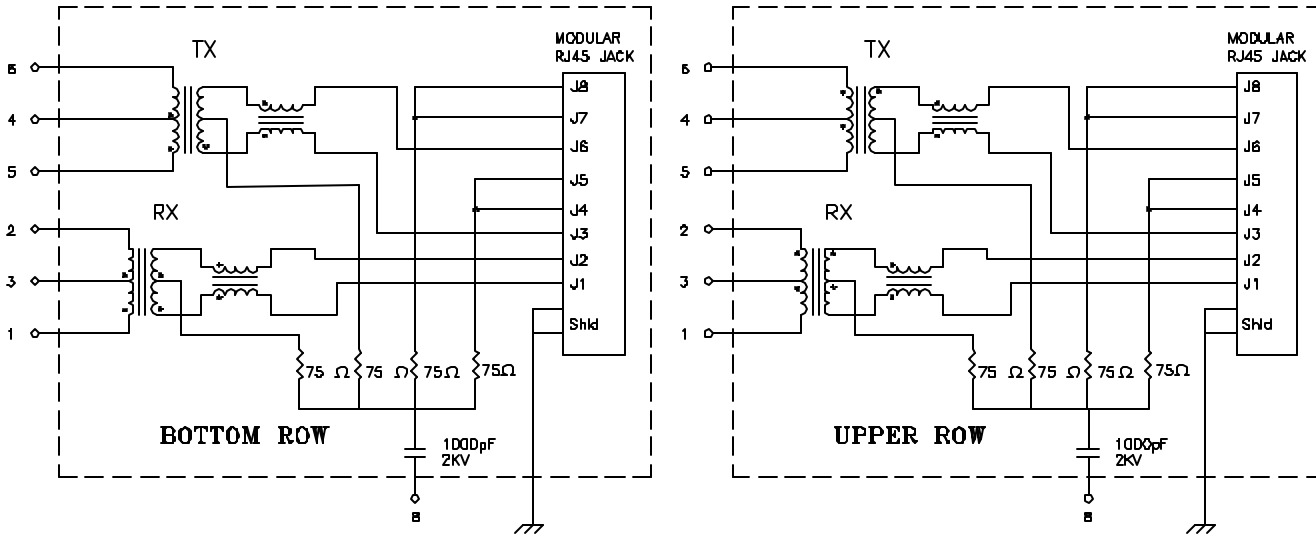 TX
MODULAR
RJ45 JACK
6
J8
J7
4
J6
5
J5
RX
J4
2
J3
J2
3
J1
1
Shld
75 Ω 75 Ω 75Ω 75Ω
BOTTOM ROW
1000pF
2KV
8
TX
MODULAR
RJ45 JACK
6
J8
J7
4
J6
5
J5
RX
J4
2
J3
J2
3
J1
1
Shld
75 Ω 75 Ω 75Ω 75Ω
UPPER ROW
1000pF
2KV
8